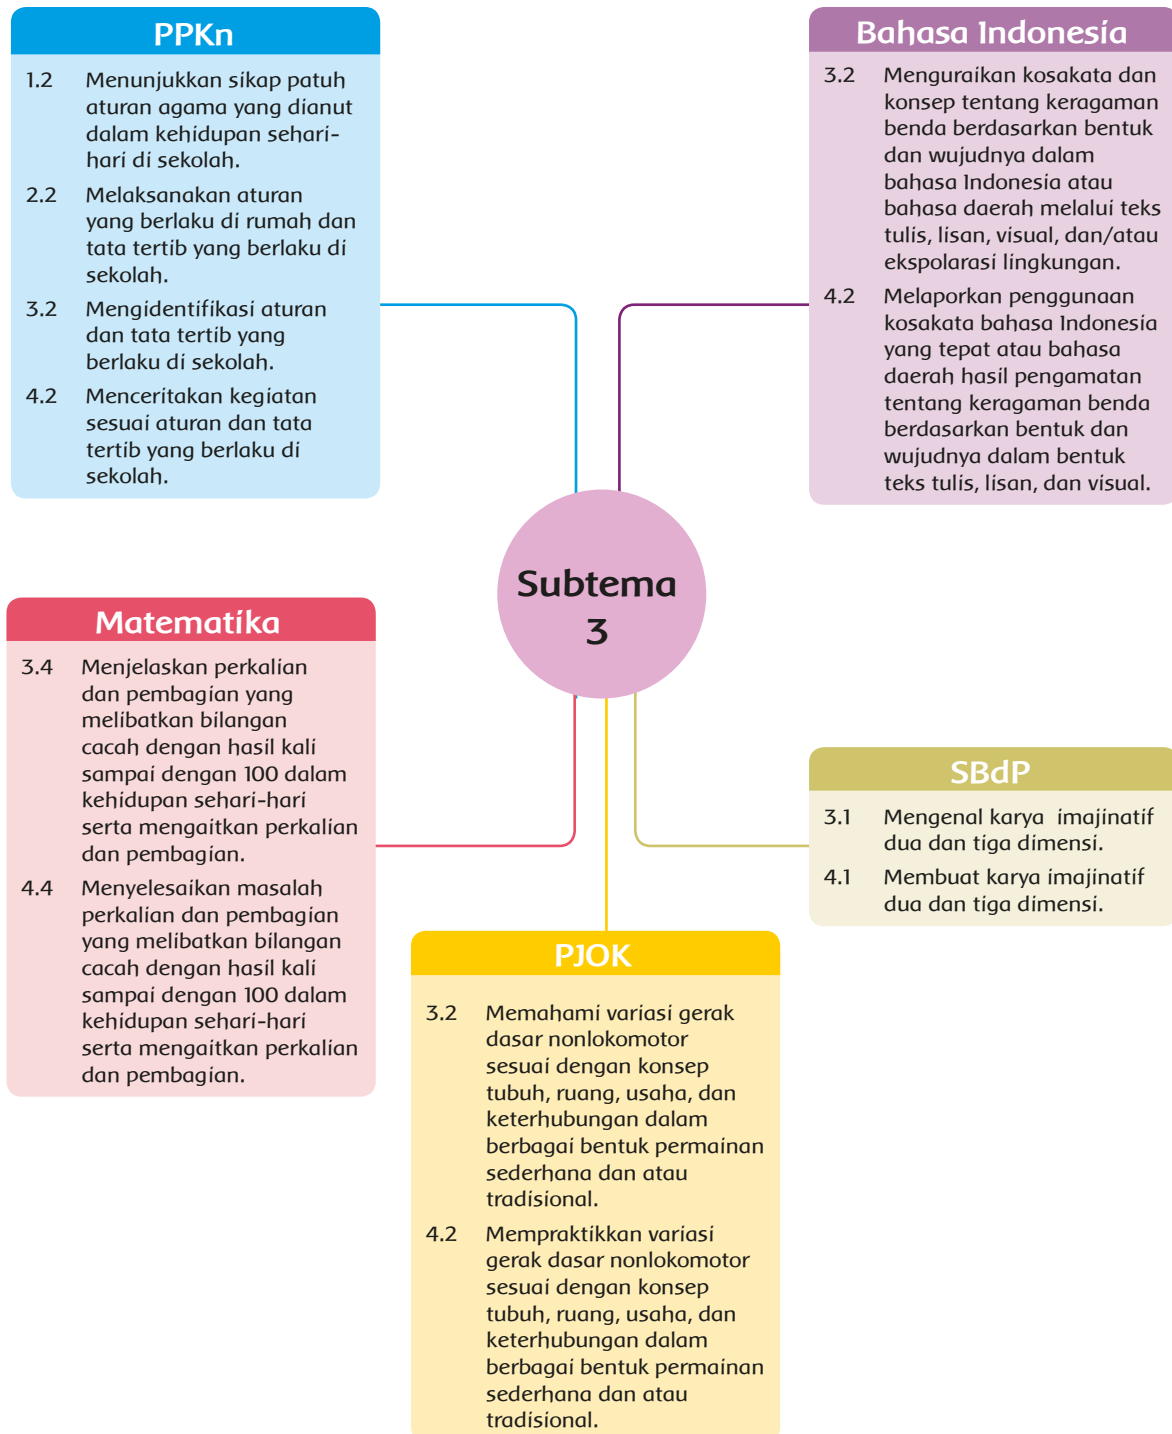 PPKn
1.2 Menunjukkan sikap patuh
aturan agama yang dianut
dalam kehidupan sehari-
hari di sekolah.
2.2 Melaksanakan aturan
yang berlaku di rumah dan
tata tertib yang berlaku di
sekolah.
3.2 Mengidentifikasi aturan
dan tata tertib yang
berlaku di sekolah.
4.2 Menceritakan kegiatan
sesuai aturan dan tata
tertib yang berlaku di
sekolah.
Bahasa Indonesia
3.2 Menguraikan kosakata dan
konsep tentang keragaman
benda berdasarkan bentuk
dan wujudnya dalam
bahasa Indonesia atau
bahasa daerah melalui teks
tulis, lisan, visual, dan/atau
ekspolarasi lingkungan.
4.2 Melaporkan penggunaan
kosakata bahasa Indonesia
yang tepat atau bahasa
daerah hasil pengamatan
tentang keragaman benda
berdasarkan bentuk dan
wujudnya dalam bentuk
teks tulis, lisan, dan visual.
Subtema
3
Matematika
3.4 Menjelaskan perkalian
dan pembagian yang
melibatkan bilangan
cacah dengan hasil kali
sampai dengan 100 dalam
kehidupan sehari-hari
serta mengaitkan perkalian
dan pembagian.
4.4 Menyelesaikan masalah
perkalian dan pembagian
yang melibatkan bilangan
cacah dengan hasil kali
sampai dengan 100 dalam
kehidupan sehari-hari
serta mengaitkan perkalian
dan pembagian.
SBdP
3.1 Mengenal karya imajinatif
dua dan tiga dimensi.
4.1 Membuat karya imajinatif
dua dan tiga dimensi.
PJOK
3.2 Memahami variasi gerak
dasar nonlokomotor
sesuai dengan konsep
tubuh, ruang, usaha, dan
keterhubungan dalam
berbagai bentuk permainan
sederhana dan atau
tradisional.
4.2 Mempraktikkan variasi
gerak dasar nonlokomotor
sesuai dengan konsep
tubuh, ruang, usaha, dan
keterhubungan dalam
berbagai bentuk permainan
sederhana dan atau
tradisional.